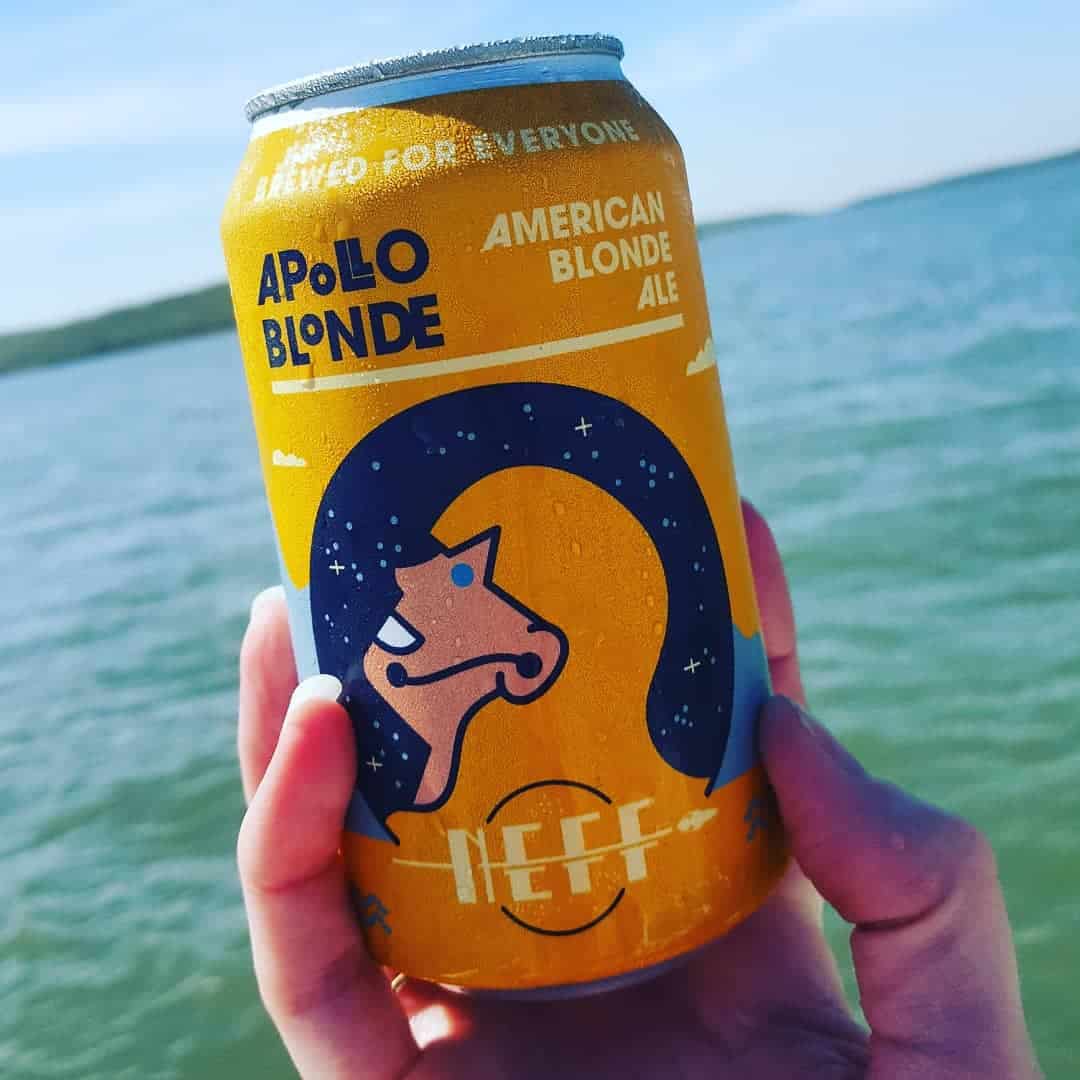 BREWED FOR EVERYONE
APOLLO
BLONDE
AMERICAN
BLONDE
ALE
NEFF